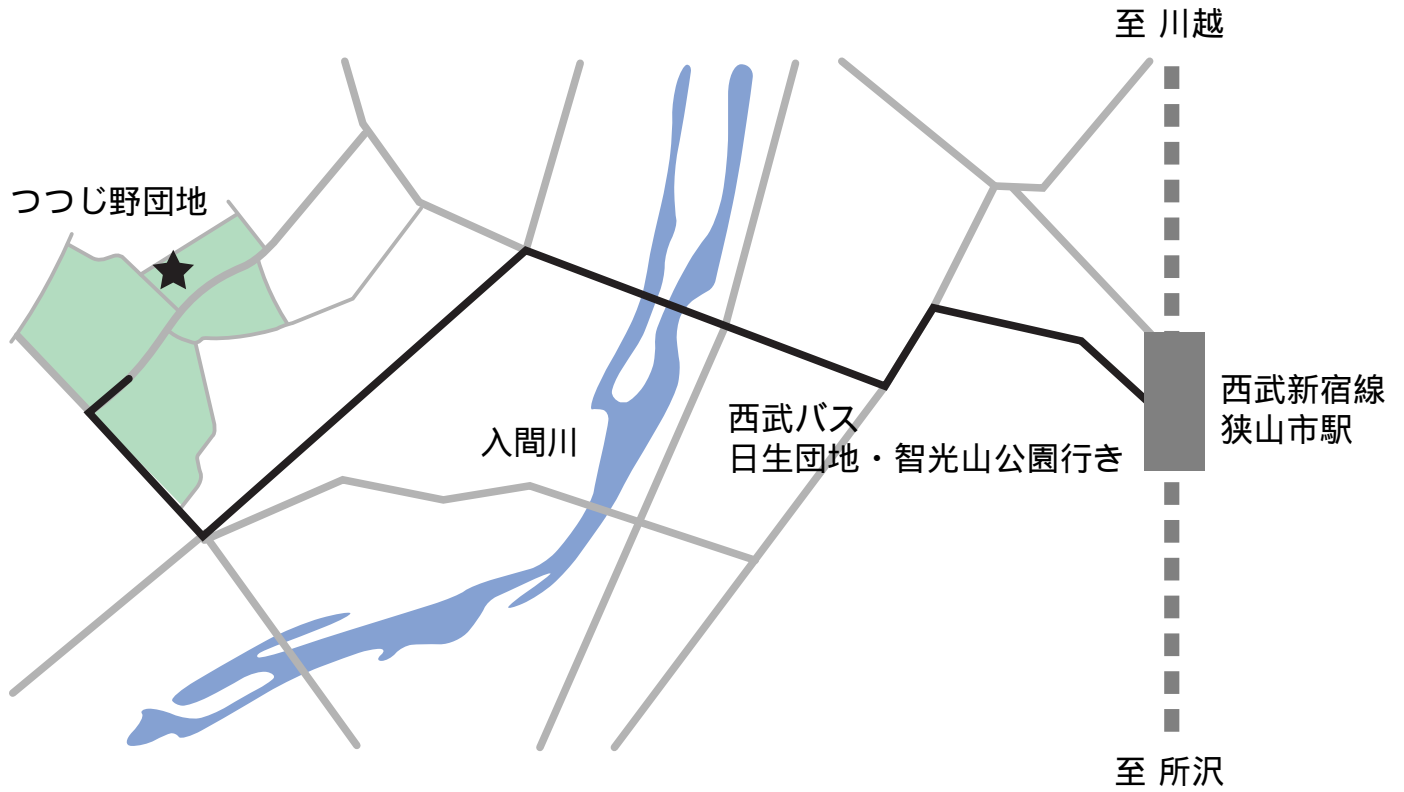 至 川越
つつじ野団地
西武新宿線
狭山市駅
西武バス
日生団地・智光山公園行き
入間川
至 所沢